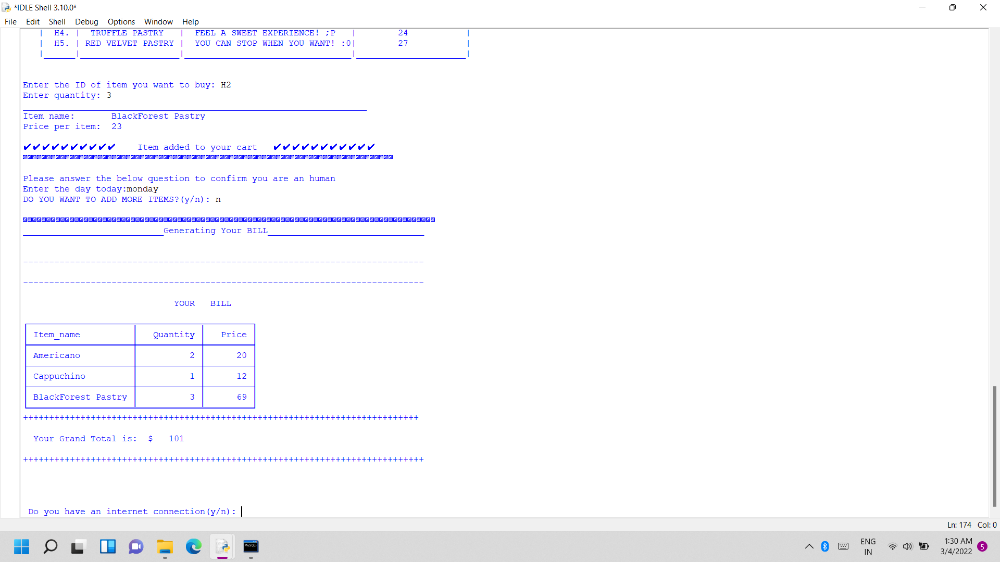 *IDLE Shell 3.10.0*
File Edit Shell Debug Options Window Help
| H4. | TRUFFLE PASTRY | FEEL A SWEET EXPERIENCE! ;P | 24 |
| H5. | RED VELVET PASTRY | YOU CAN STOP WHEN YOU WANT! :0| 27 |
|______|___________________|________________________________|_____________________|
Enter the ID of item you want to buy: H2
Enter quantity: 3
__________________________________________________________________
Item name: BlackForest Pastry
Price per item: 23
✔✔✔✔✔✔✔✔✔✔ Item added to your cart ✔✔✔✔✔✔✔✔✔✔✔
Please answer the below question to confirm you are an human
Enter the day today:monday
DO YOU WANT TO ADD MORE ITEMS?(y/n): n
___________________________Generating Your BILL______________________________
-----------------------------------------------------------------------------
-----------------------------------------------------------------------------
YOUR BILL
Item_name Quantity Price
Americano 2 20
Cappuchino 1 12
BlackForest Pastry 3 69
++++++++++++++++++++++++++++++++++++++++++++++++++++++++++++++++++++++++++++
Your Grand Total is: $ 101
+++++++++++++++++++++++++++++++++++++++++++++++++++++++++++++++++++++++++++++
Do you have an internet connection(y/n):
Ln: 174 Col: 0
MySQL
ENG
IN
1:30 AM
3/4/2022
5